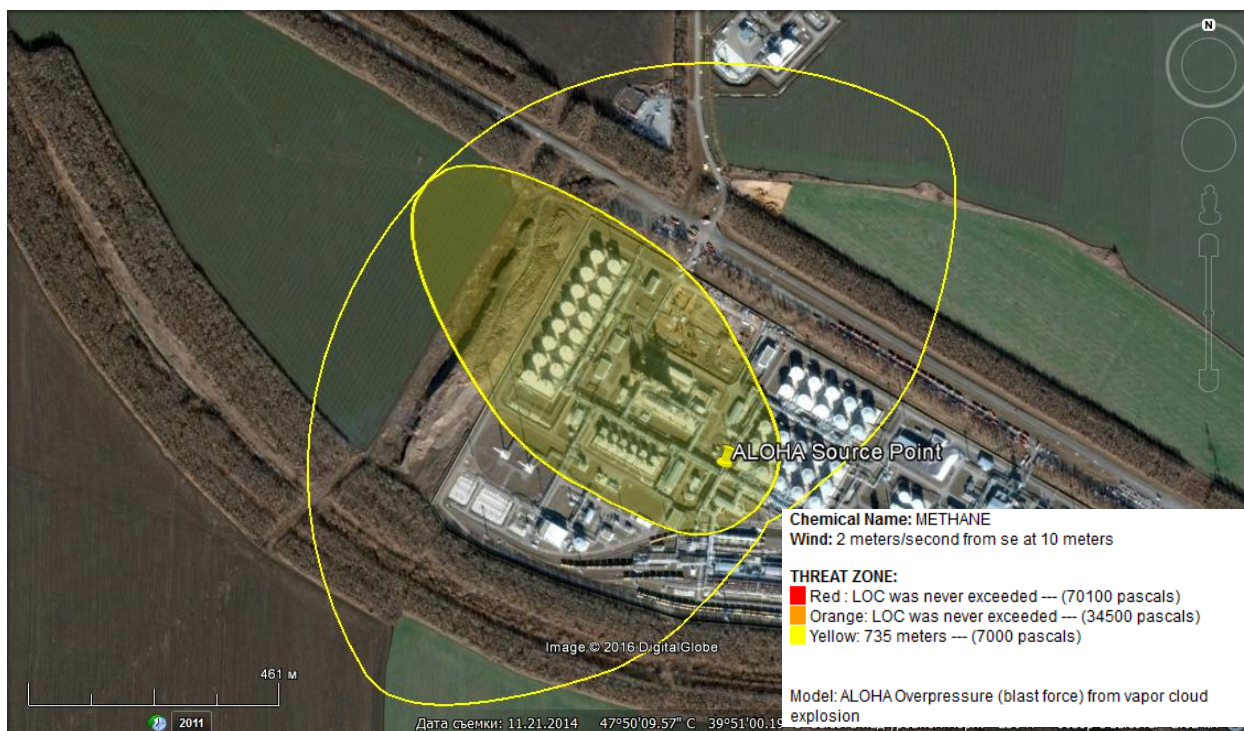 N
ALOHA Source Point
Chemical Name: METHANE
Wind: 2 meters/second from se at 10 meters
THREAT ZONE:
Red : LOC was never exceeded --- (70100 pascals)
Orange: LOC was never exceeded --- (34500 pascals)
Yellow: 735 meters --- (7000 pascals)
Model: ALOHA Overpressure (blast force) from vapor cloud
explosion
Image © 2016 DigitalGlobe
461 м
2011
Дата съемки: 11.21.2014 47°50'09.57" С 39°51'00.19"